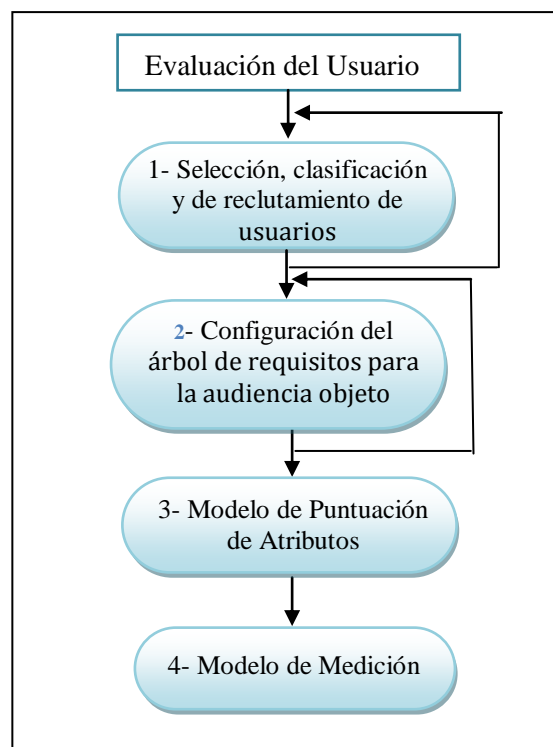 Evaluación del Usuario
1- Selección, clasificación
y de reclutamiento de
usuarios
2- Configuración del
árbol de requisitos para
la audiencia objeto
3- Modelo de Puntuación
de Atributos
4- Modelo de Medición